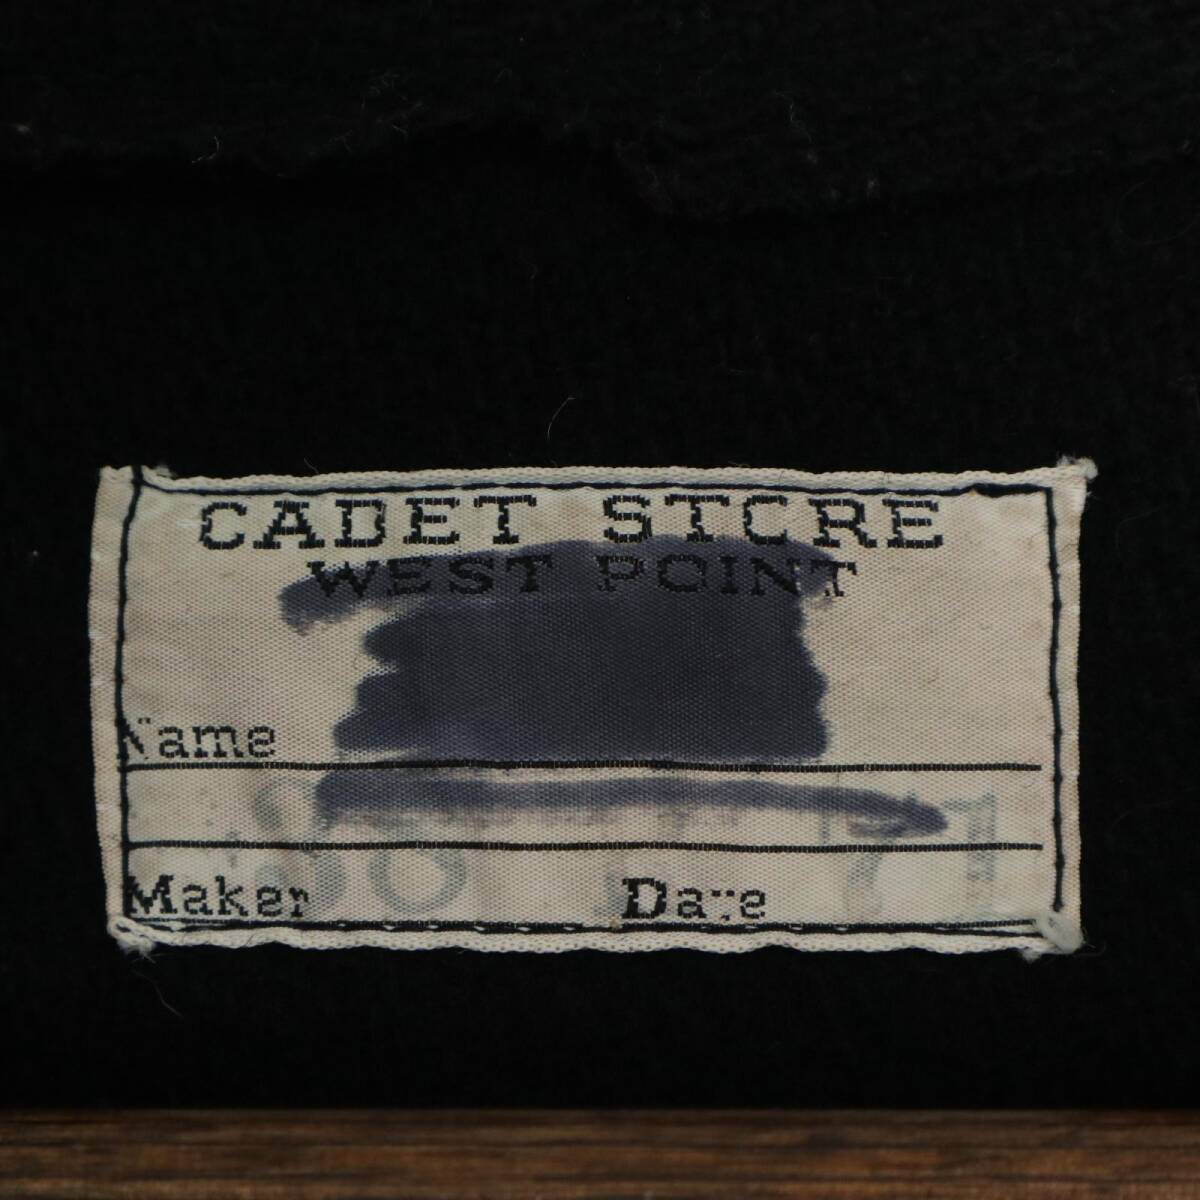 CADET STORE
WEST POINT
Name
Maker Date